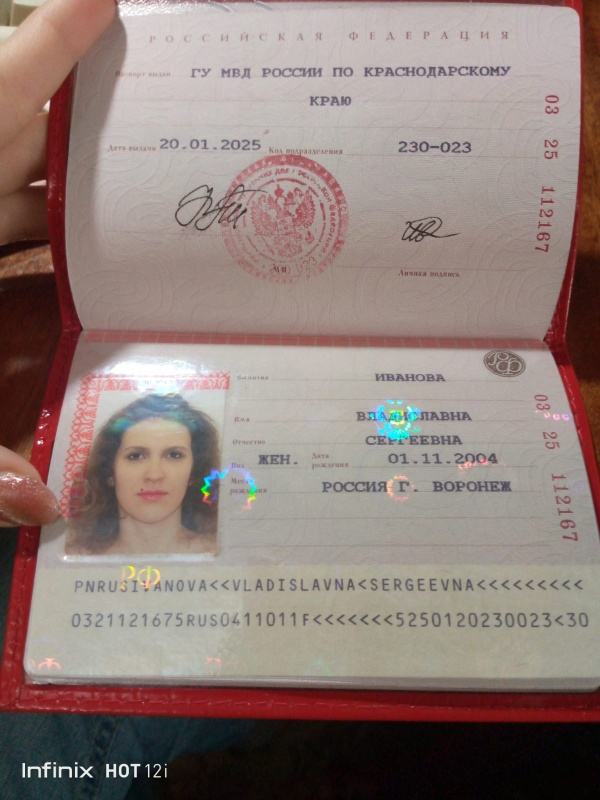 РОССИЙСКАЯ ФЕДЕРАЦИЯ
Паспорт выдан ГУ МВД РОССИИ ПО КРАСНОДАРСКОМУ
КРАЮ
Дата выдачи 20.01.2025 Код подразделения 230-023
Личная подпись
03 25 112167
Фамилия ИВАНОВА
Имя ВЛАДИСЛАВНА
Отчество СЕРГЕЕВНА
Пол ЖЕН. Дата рождения 01.11.2004
Место рождения РОССИЯ Г. ВОРОНЕЖ
03 25 112167
РФ
PNRUSIVANOVA<<VLADISLAVNA<SERGEEVNA<<<<<<<<<
0321121675RUS0411011F<<<<<<<5250120230023<30
Infinix HOT 12i